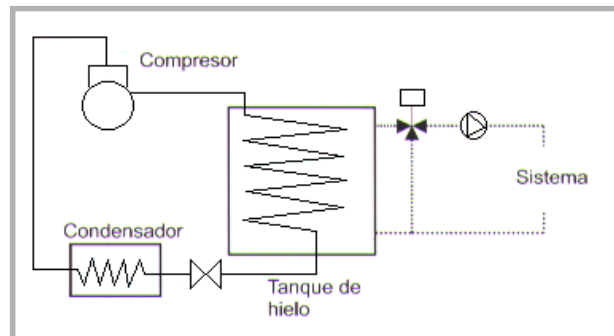 Compresor
Sistema
Condensador
Tanque de
hielo